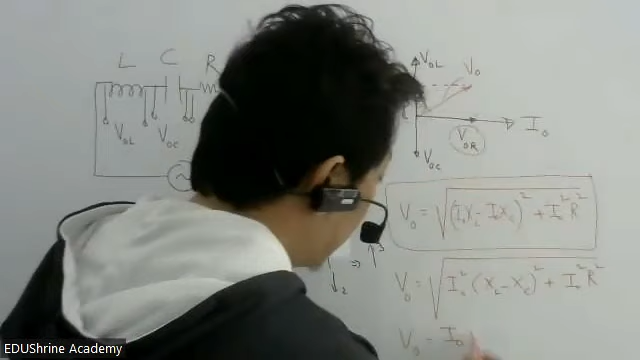 L C R
V₀L V₀C
V₀L V₀
I₀
V₀R
V₀C
V₀ = √((I₀X_L - I₀X_C)² + I₀²R²)
V₀ = √(I₀²(X_L - X_C)² + I₀²R²)
V₀ = I₀
EDUShrine Academy